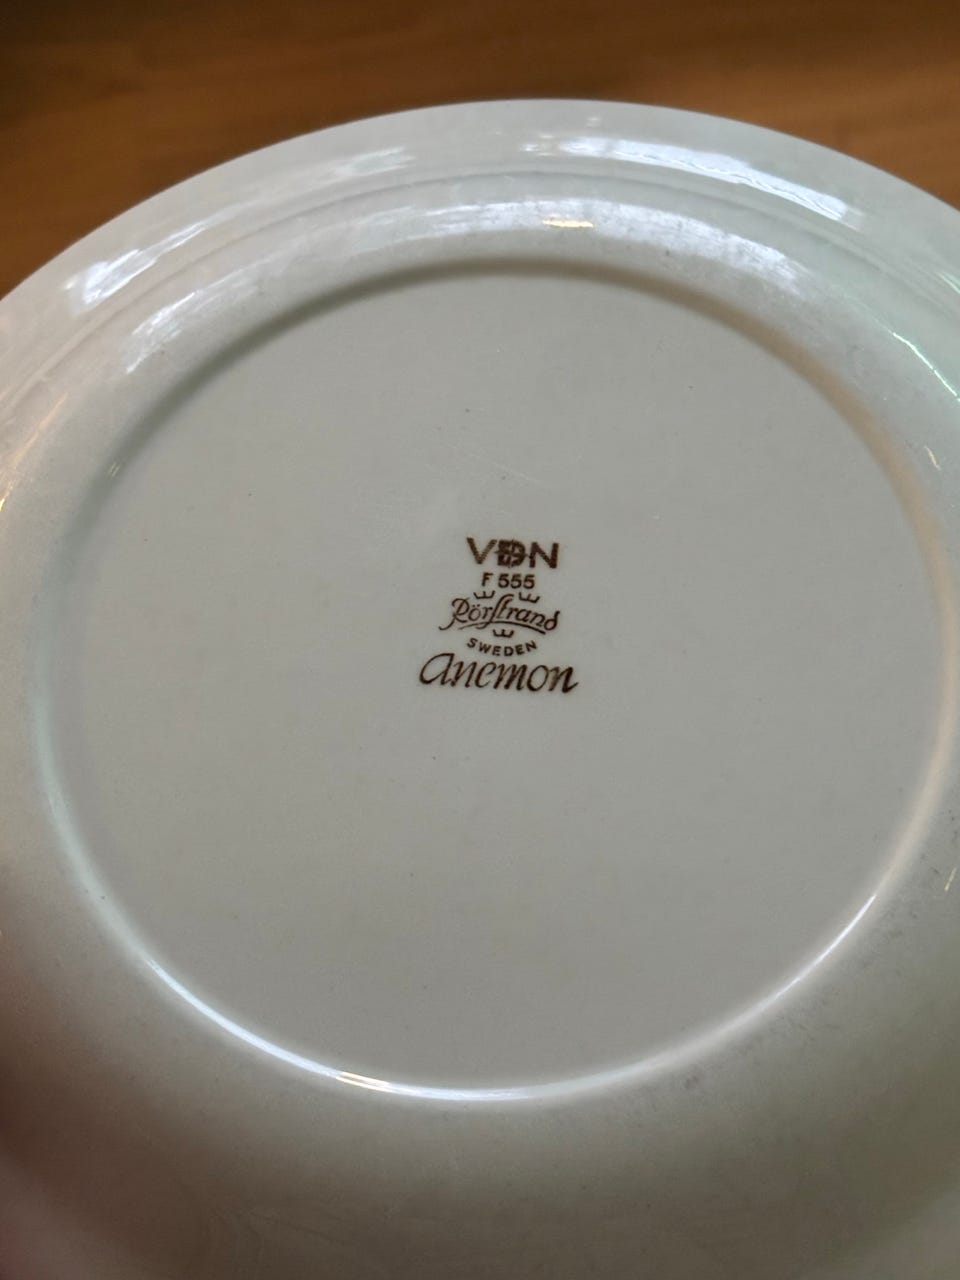 VDN
F 555
Rörstrand
SWEDEN
anemon